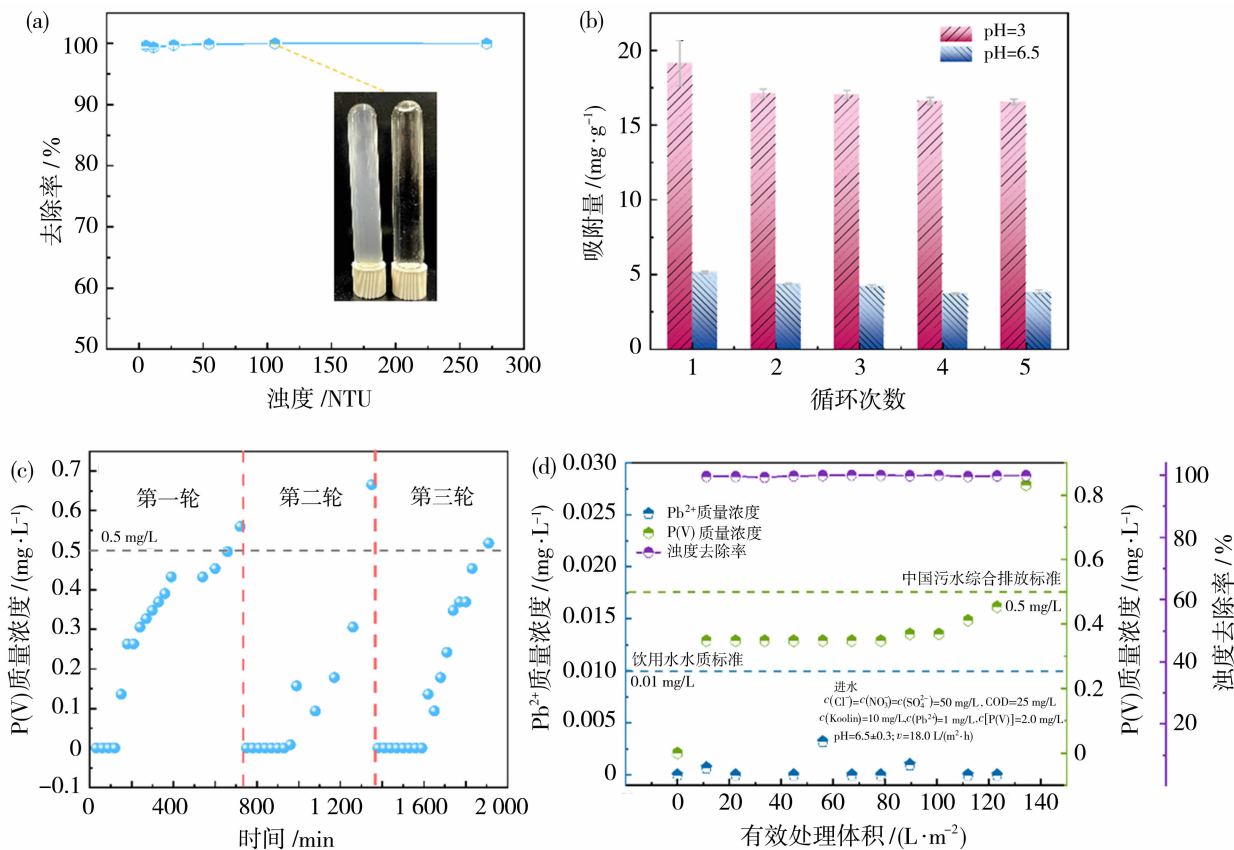 (a)
去除率 /%
100
90
80
70
60
50
0
50
100
150
200
250
300
浊度 /NTU
(b)
吸附量 /(mg·g⁻¹)
20
15
10
5
0
pH=3
pH=6.5
1
2
3
4
5
循环次数
(c)
P(V)质量浓度 /(mg·L⁻¹)
0.7
0.6
0.5
0.4
0.3
0.2
0.1
0
−0.1
第一轮
第二轮
第三轮
0.5 mg/L
0
400
800
1 200
1 600
2 000
时间 /min
(d)
Pb²⁺质量浓度 /(mg·L⁻¹)
0.030
0.025
0.020
0.015
0.010
0.005
0
Pb²⁺质量浓度
P(V)质量浓度
浊度去除率
中国污水综合排放标准
0.5 mg/L
饮用水水质标准
0.01 mg/L
进水
c(Cl⁻)=c(NO₃⁻)=c(SO₄²⁻)=50 mg/L, COD=25 mg/L
c(Koolin)=10 mg/L,c(Pb²⁺)=1 mg/L,c[P(V)]=2.0 mg/L
pH=6.5±0.3; v=18.0 L/(m²·h)
0
20
40
60
80
100
120
140
有效处理体积 /(L·m⁻²)
0.8
0.6
0.4
0.2
0
P(V)质量浓度 /(mg·L⁻¹)
100
80
60
40
20
浊度去除率 /%